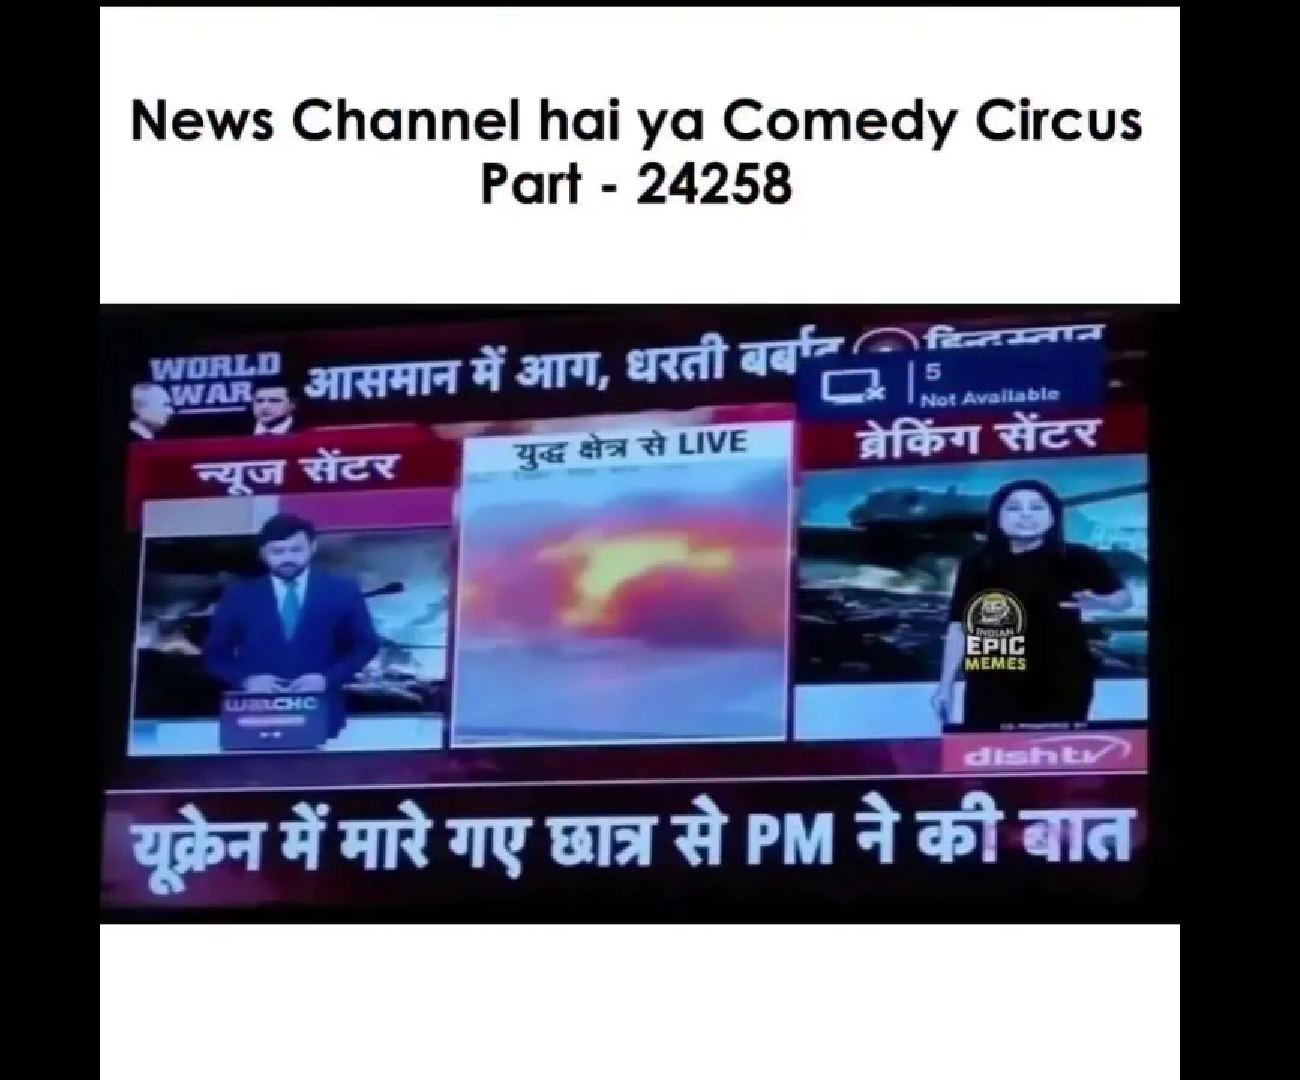 News Channel hai ya Comedy Circus
Part - 24258
WORLD
WAR
आसमान में आग, धरती बर्बाद
हिन्दुस्तान
5
Not Available
न्यूज सेंटर
युद्ध क्षेत्र से LIVE
ब्रेकिंग सेंटर
INDIAN
EPIC
MEMES
dishtv
यूक्रेन में मारे गए छात्र से PM ने की बात